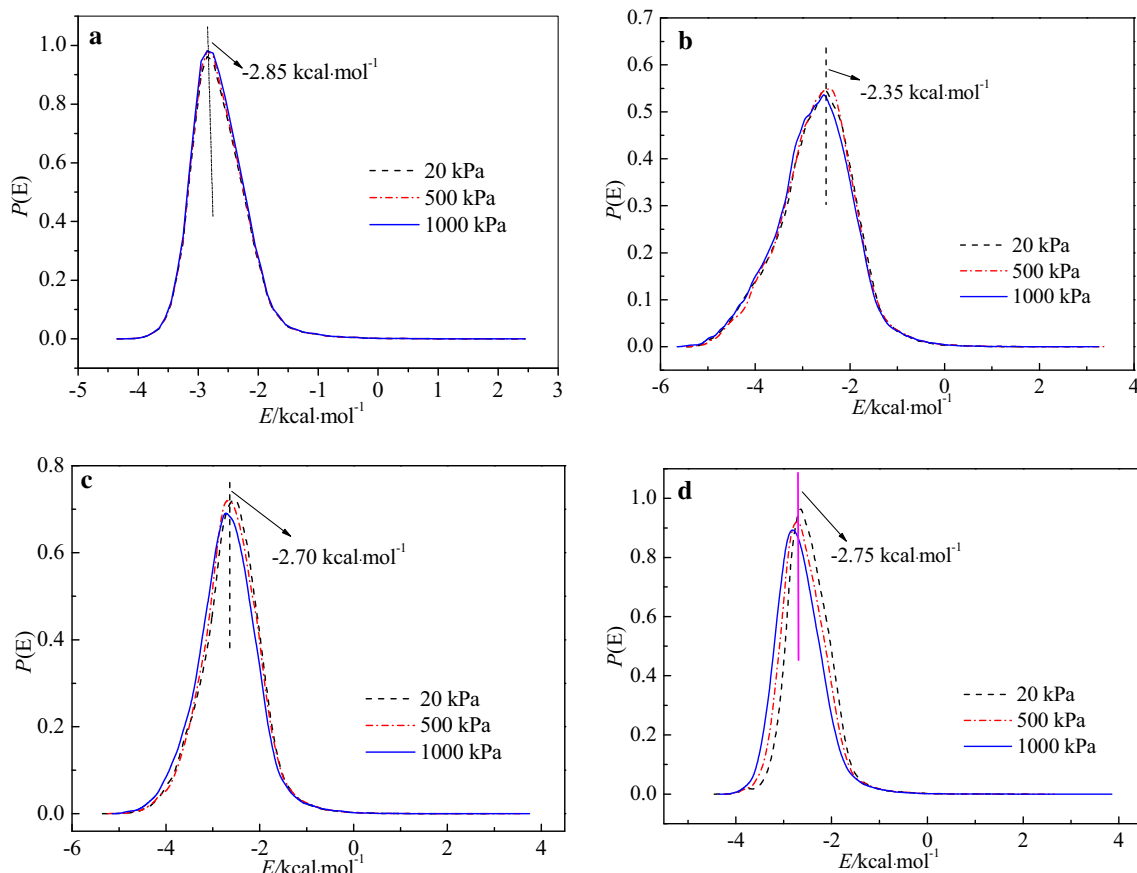 a
-2.85 kcal·mol⁻¹
20 kPa
500 kPa
1000 kPa
P(E)
1.0
0.8
0.6
0.4
0.2
0.0
-5 -4 -3 -2 -1 0 1 2 3
E/kcal·mol⁻¹
b
-2.35 kcal·mol⁻¹
20 kPa
500 kPa
1000 kPa
P(E)
0.7
0.6
0.5
0.4
0.3
0.2
0.1
0.0
-6 -4 -2 0 2 4
E/kcal·mol⁻¹
c
-2.70 kcal·mol⁻¹
20 kPa
500 kPa
1000 kPa
P(E)
0.8
0.6
0.4
0.2
0.0
-6 -4 -2 0 2 4
E/kcal·mol⁻¹
d
-2.75 kcal·mol⁻¹
20 kPa
500 kPa
1000 kPa
P(E)
1.0
0.8
0.6
0.4
0.2
0.0
-4 -2 0 2 4
E/kcal·mol⁻¹